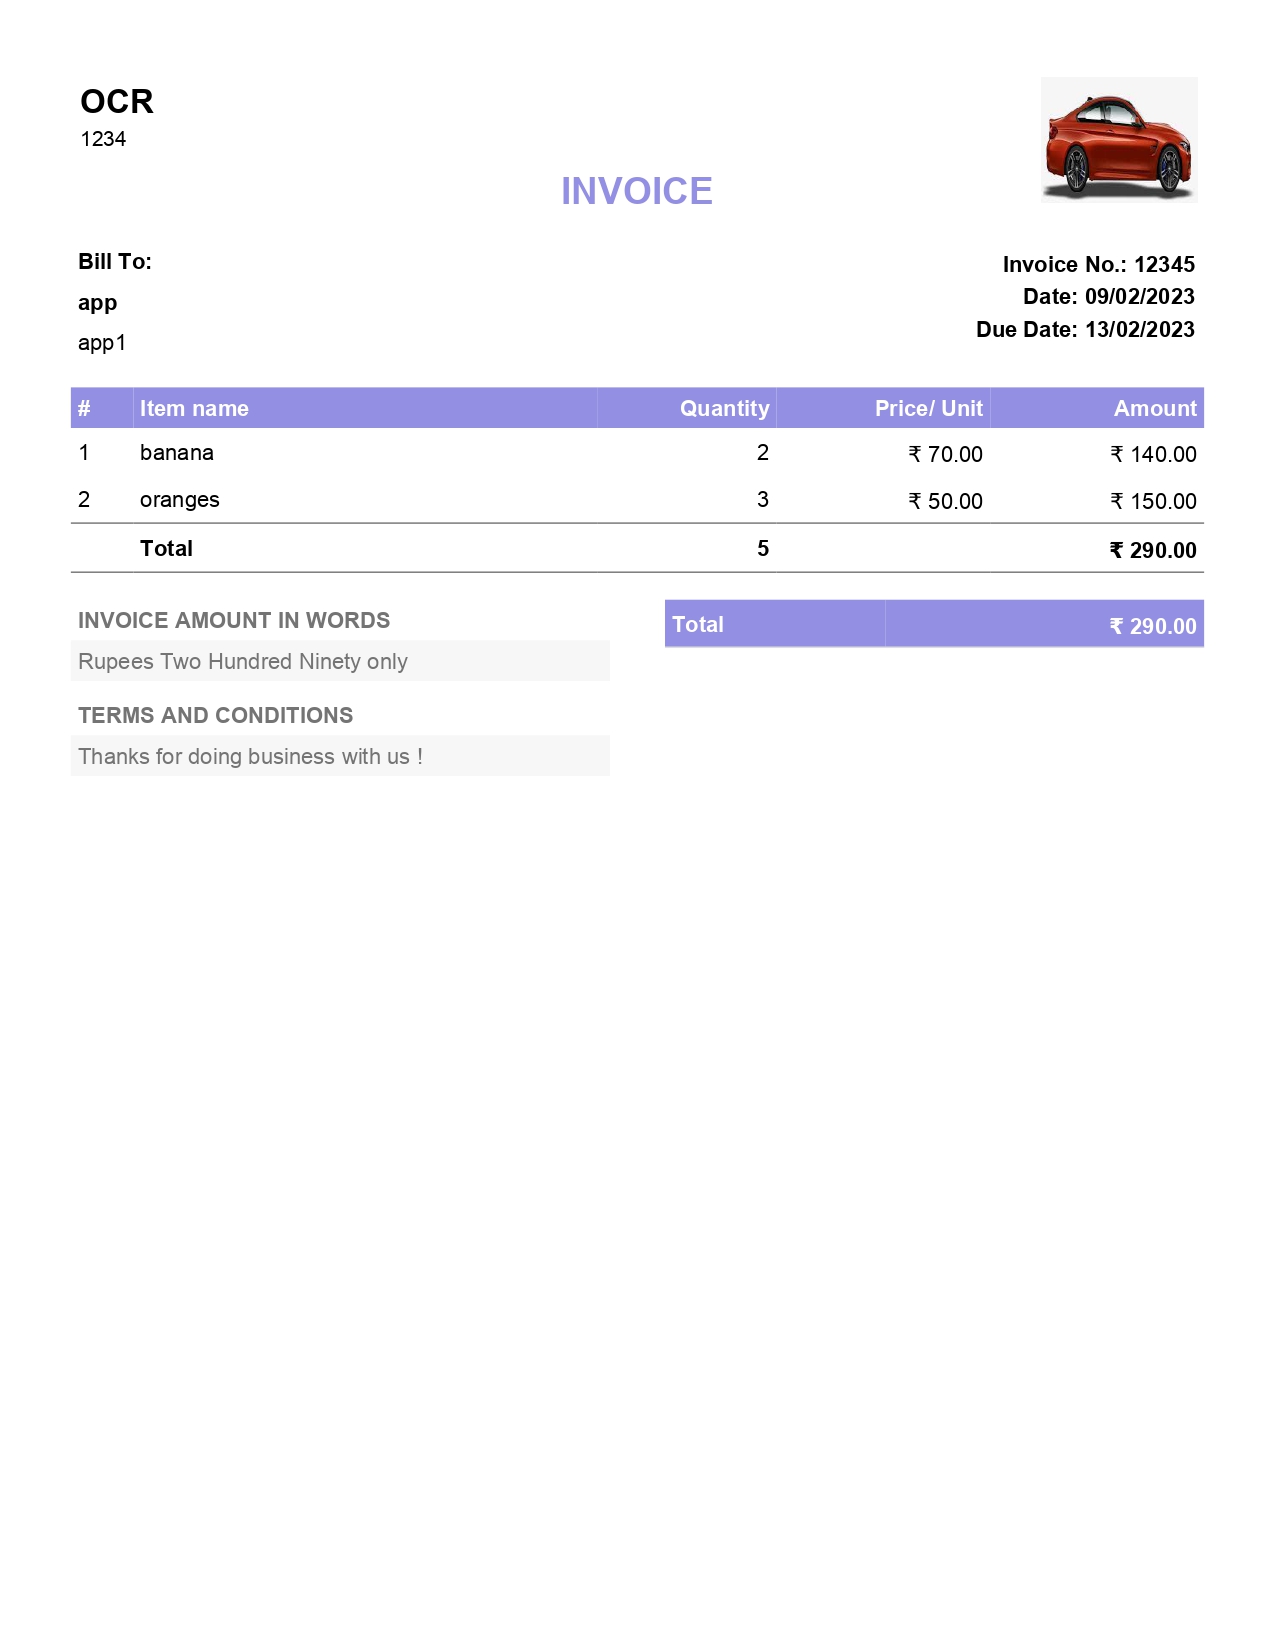 OCR
1234
INVOICE
Bill To:
app
app1
Invoice No.: 12345
Date: 09/02/2023
Due Date: 13/02/2023
# Item name Quantity Price/ Unit Amount
1 banana 2 ₹ 70.00 ₹ 140.00
2 oranges 3 ₹ 50.00 ₹ 150.00
Total 5 ₹ 290.00
INVOICE AMOUNT IN WORDS
Rupees Two Hundred Ninety only
Total ₹ 290.00
TERMS AND CONDITIONS
Thanks for doing business with us !